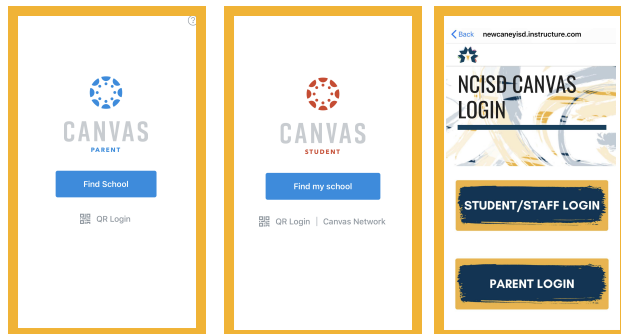 ?
CANVAS
PARENT
Find School
QR Login
CANVAS
STUDENT
Find my school
QR Login | Canvas Network
Back newcaneyisd.instructure.com
NCISD CANVAS
LOGIN
STUDENT/STAFF LOGIN
PARENT LOGIN